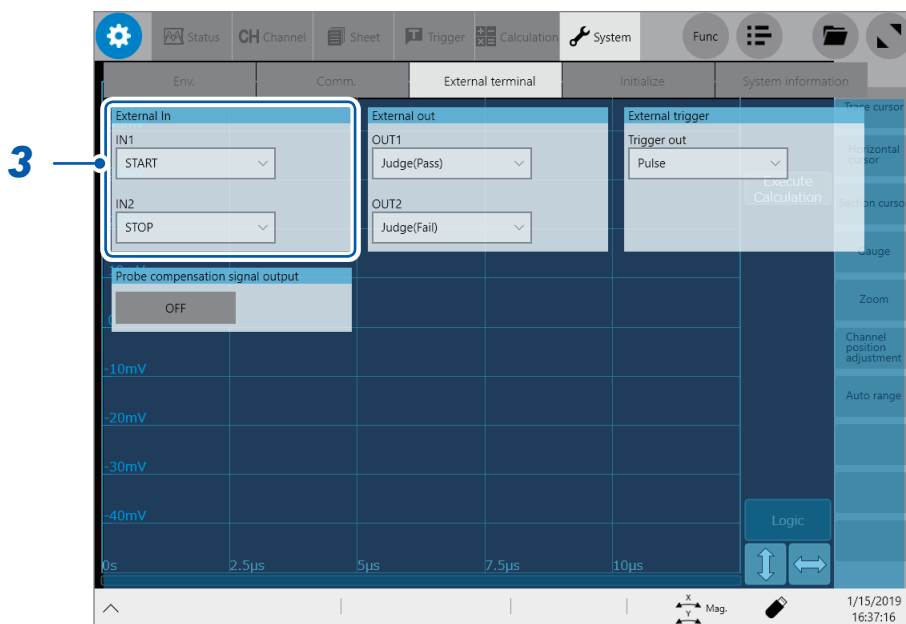 Status
CH Channel
Sheet
Trigger
Calculation
System
Func
Env.
Comm.
External terminal
Initialize
System information
3
External In
IN1
START
IN2
STOP
External out
OUT1
Judge(Pass)
OUT2
Judge(Fail)
External trigger
Trigger out
Pulse
Execute
Calculation
Probe compensation signal output
OFF
Trace cursor
Horizontal
cursor
Section curso
Gauge
Zoom
Channel
position
adjustment
Auto range
-10mV
-20mV
-30mV
-40mV
0s
2.5µs
5µs
7.5µs
10µs
Logic
X
Y
Mag.
1/15/2019
16:37:16